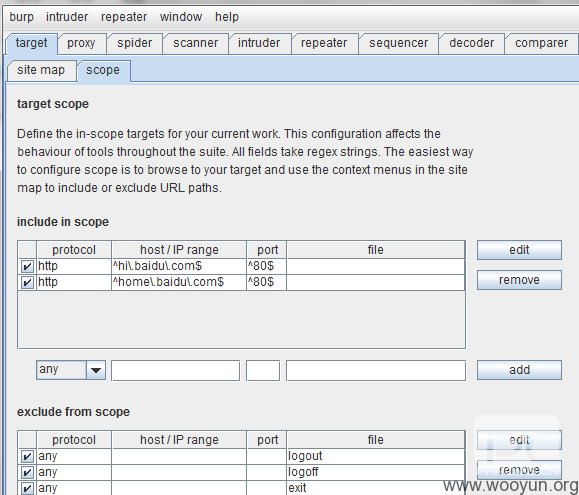 burp intruder repeater window help
target proxy spider scanner intruder repeater sequencer decoder comparer
site map scope
target scope
Define the in-scope targets for your current work. This configuration affects the
behaviour of tools throughout the suite. All fields take regex strings. The easiest way
to configure scope is to browse to your target and use the context menus in the site
map to include or exclude URL paths.
include in scope
protocol host / IP range port file
http ^hi\.baidu\.com$ ^80$
http ^home\.baidu\.com$ ^80$
edit
remove
any
add
exclude from scope
protocol host / IP range port file
any logout
any logoff
any exit
edit
remove
www.wooyun.org